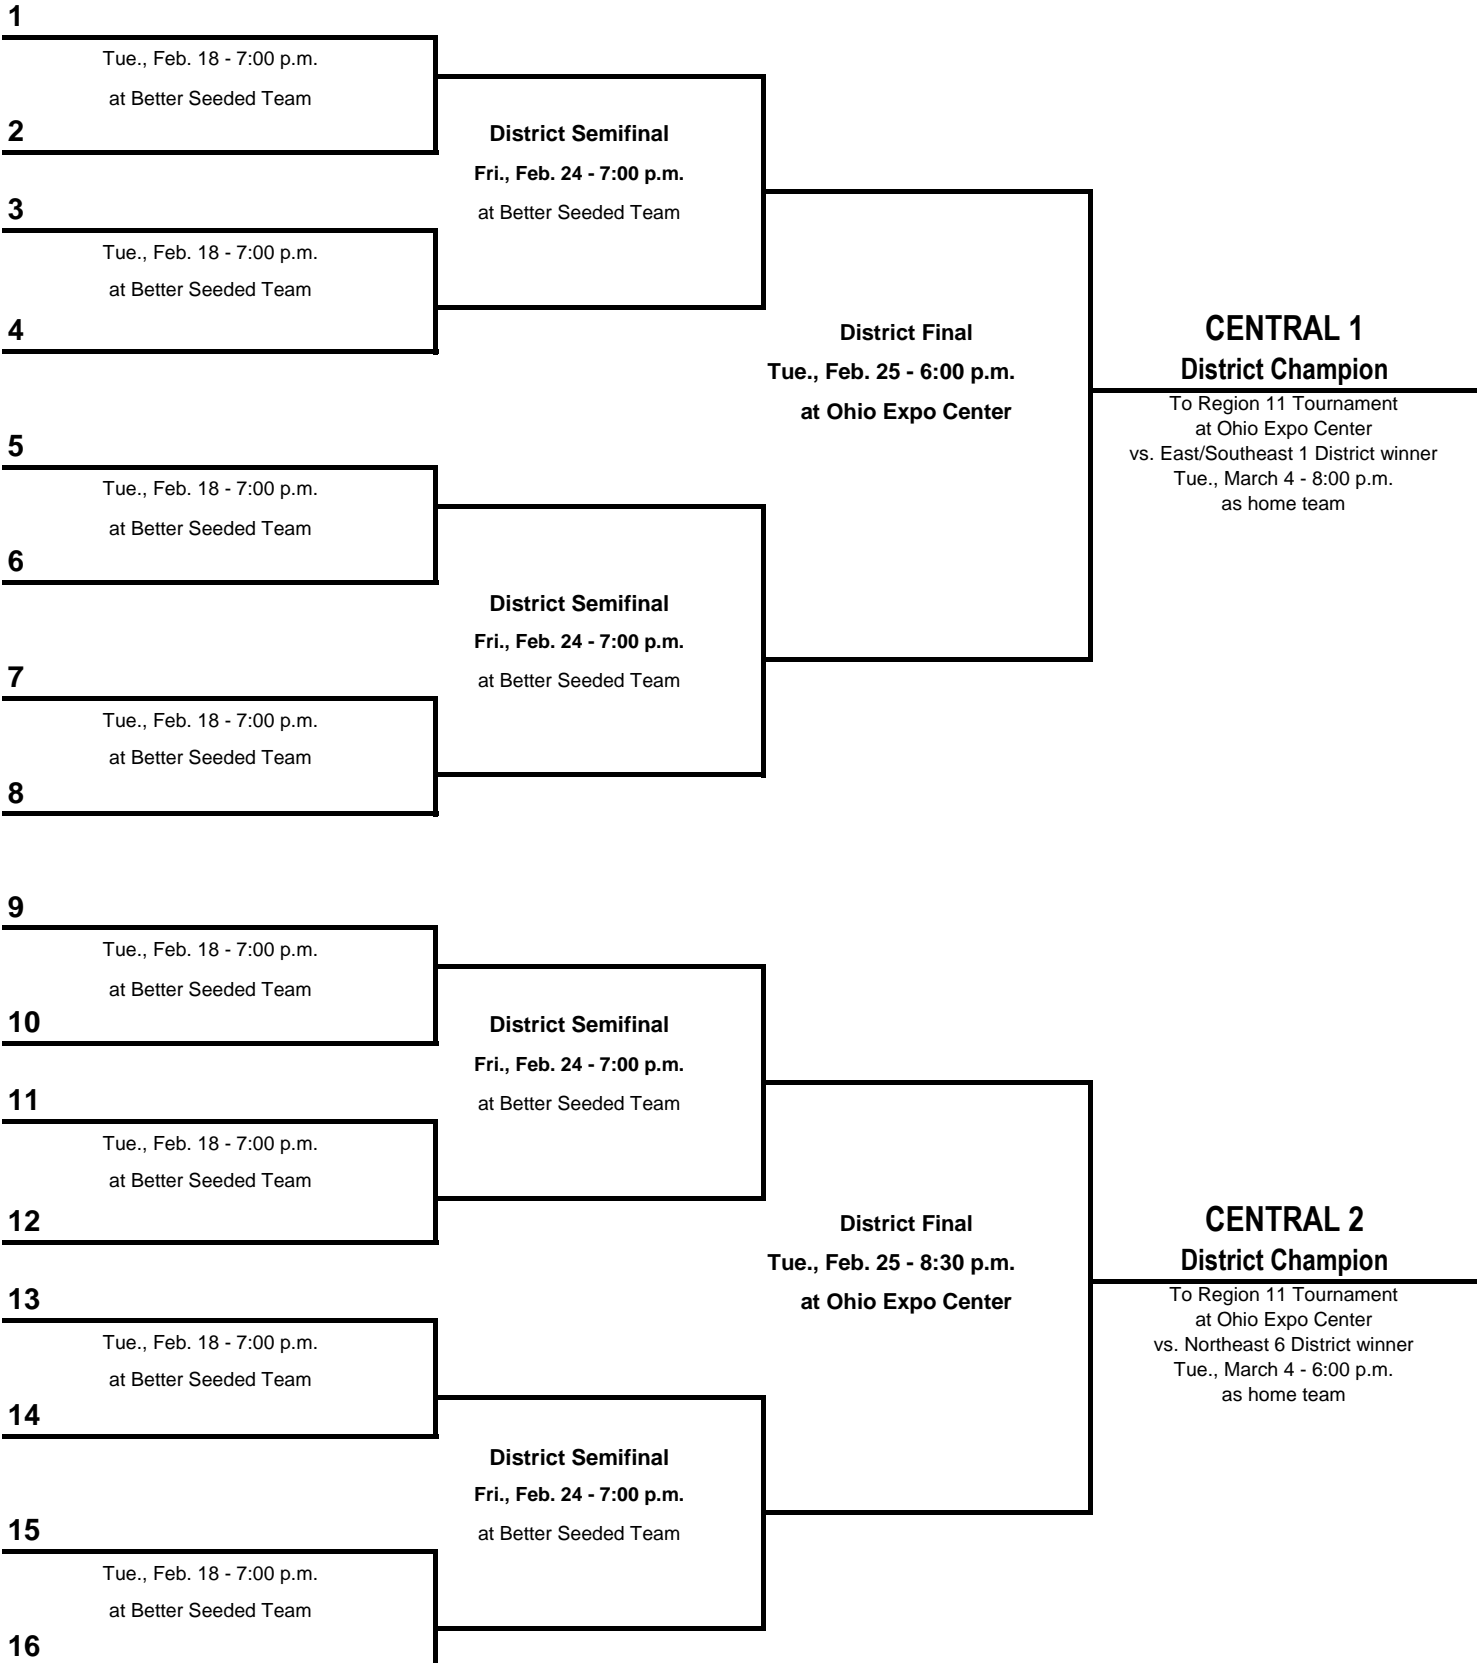 1
Tue., Feb. 18 - 7:00 p.m.
at Better Seeded Team
2
District Semifinal
Fri., Feb. 24 - 7:00 p.m.
at Better Seeded Team
3
Tue., Feb. 18 - 7:00 p.m.
at Better Seeded Team
4
District Final
Tue., Feb. 25 - 6:00 p.m.
at Ohio Expo Center
CENTRAL 1
District Champion
To Region 11 Tournament
at Ohio Expo Center
vs. East/Southeast 1 District winner
Tue., March 4 - 8:00 p.m.
as home team
5
Tue., Feb. 18 - 7:00 p.m.
at Better Seeded Team
6
District Semifinal
Fri., Feb. 24 - 7:00 p.m.
at Better Seeded Team
7
Tue., Feb. 18 - 7:00 p.m.
at Better Seeded Team
8
9
Tue., Feb. 18 - 7:00 p.m.
at Better Seeded Team
10
District Semifinal
Fri., Feb. 24 - 7:00 p.m.
at Better Seeded Team
11
Tue., Feb. 18 - 7:00 p.m.
at Better Seeded Team
12
District Final
Tue., Feb. 25 - 8:30 p.m.
at Ohio Expo Center
CENTRAL 2
District Champion
To Region 11 Tournament
at Ohio Expo Center
vs. Northeast 6 District winner
Tue., March 4 - 6:00 p.m.
as home team
13
Tue., Feb. 18 - 7:00 p.m.
at Better Seeded Team
14
District Semifinal
Fri., Feb. 24 - 7:00 p.m.
at Better Seeded Team
15
Tue., Feb. 18 - 7:00 p.m.
at Better Seeded Team
16